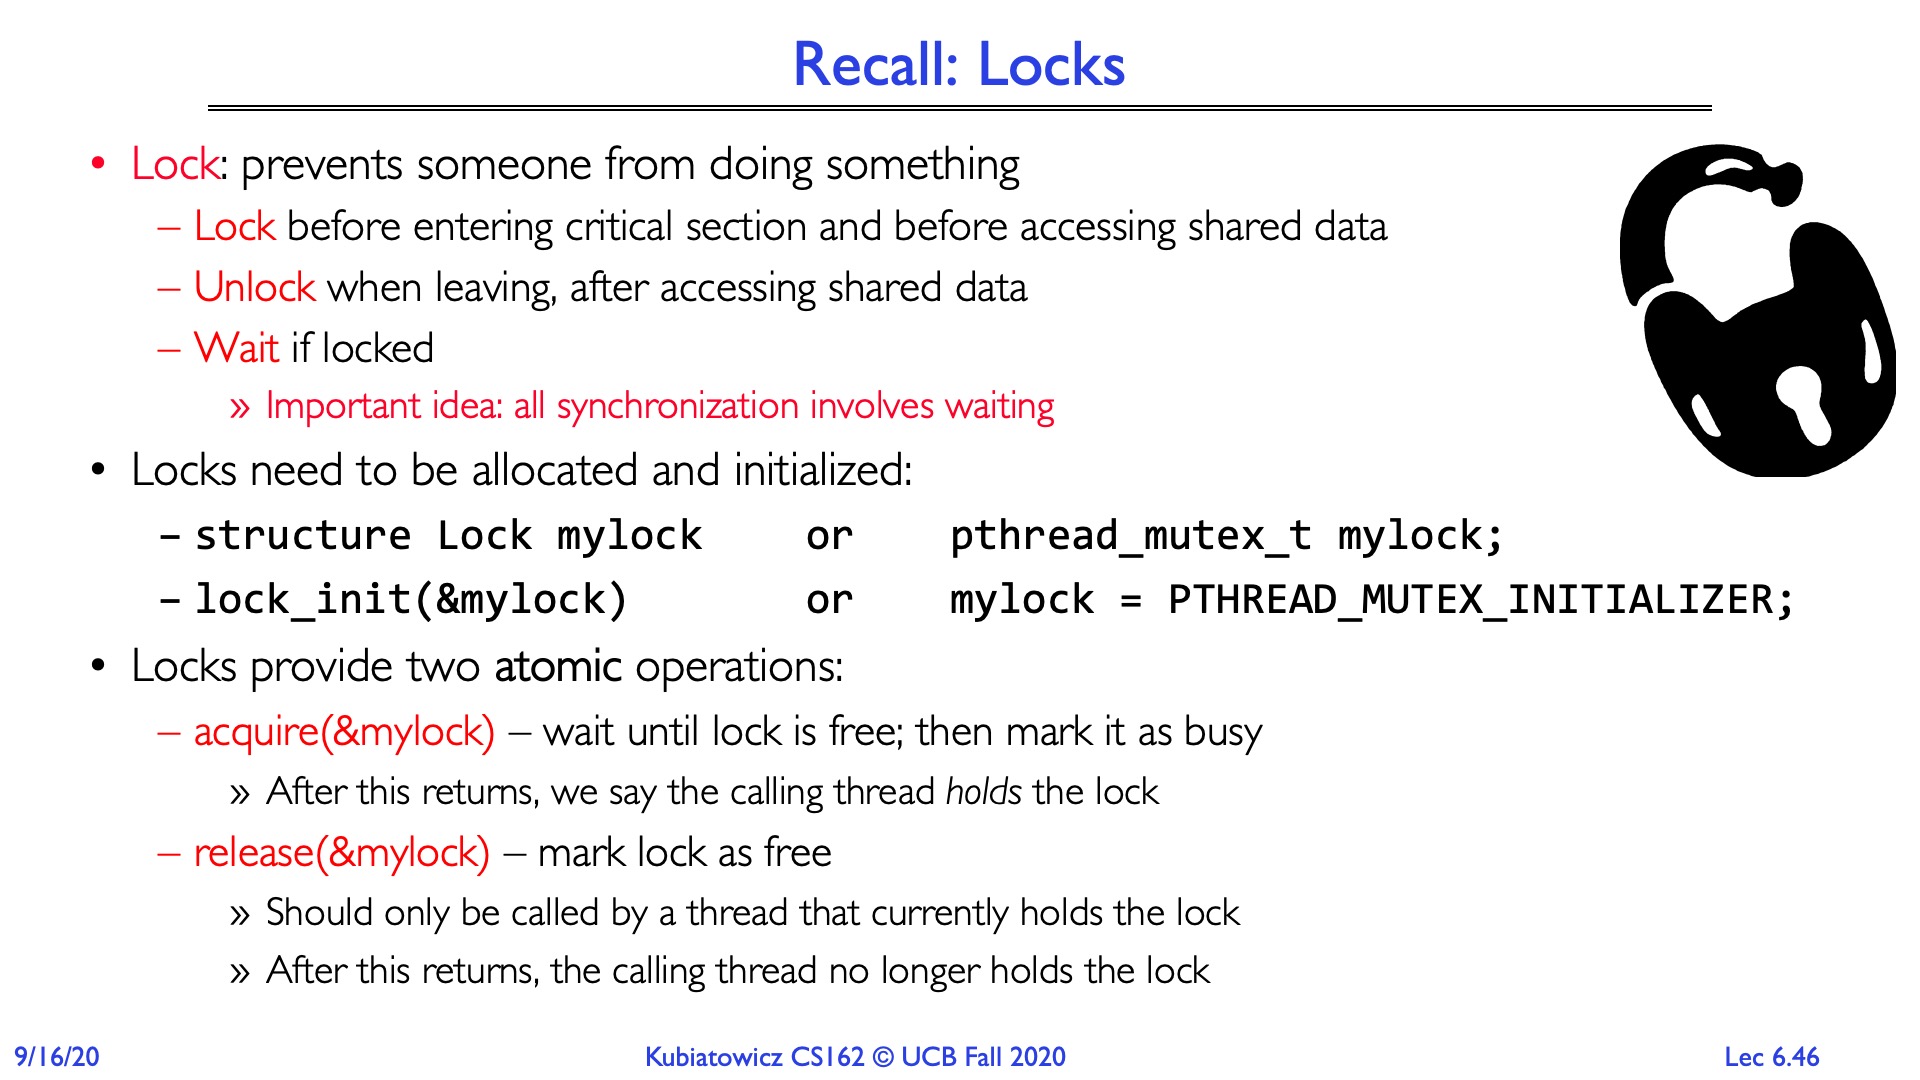 Recall: Locks
• Lock: prevents someone from doing something
– Lock before entering critical section and before accessing shared data
– Unlock when leaving, after accessing shared data
– Wait if locked
» Important idea: all synchronization involves waiting
• Locks need to be allocated and initialized:
– structure Lock mylock or pthread_mutex_t mylock;
– lock_init(&mylock) or mylock = PTHREAD_MUTEX_INITIALIZER;
• Locks provide two atomic operations:
– acquire(&mylock) – wait until lock is free; then mark it as busy
» After this returns, we say the calling thread holds the lock
– release(&mylock) – mark lock as free
» Should only be called by a thread that currently holds the lock
» After this returns, the calling thread no longer holds the lock
9/16/20 Kubiatowicz CS162 © UCB Fall 2020 Lec 6.46